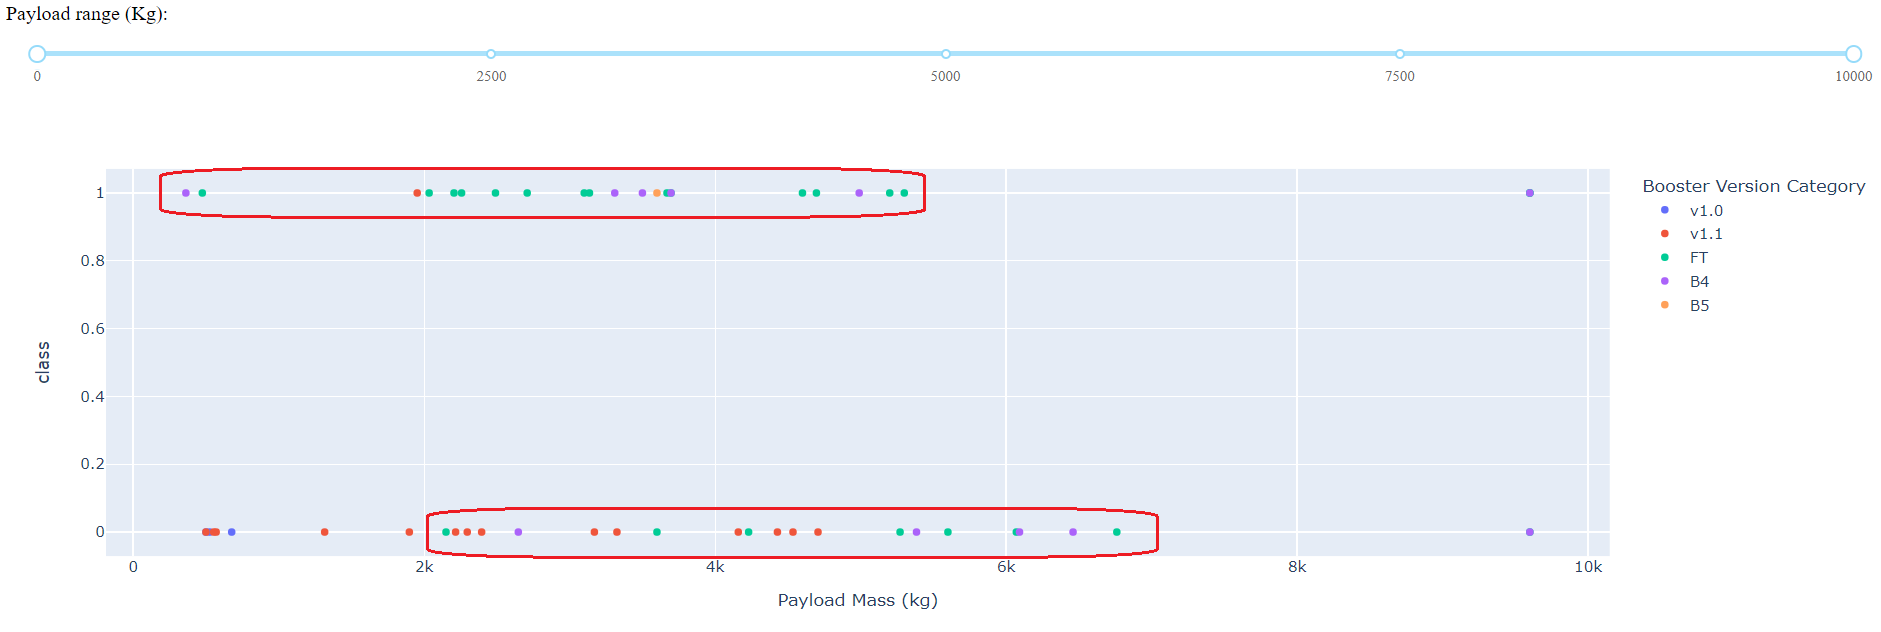 Payload range (Kg):
0 2500 5000 7500 10000
Booster Version Category
v1.0
v1.1
FT
B4
B5
class
1
0.8
0.6
0.4
0.2
0
0 2k 4k 6k 8k 10k
Payload Mass (kg)